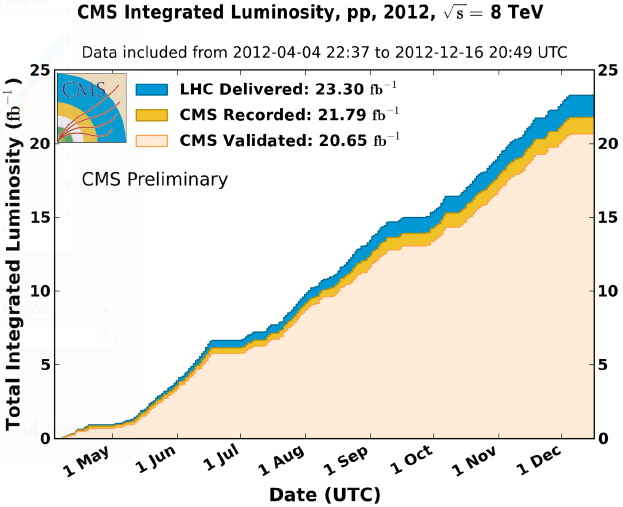 CMS Integrated Luminosity, pp, 2012, √s = 8 TeV
Data included from 2012-04-04 22:37 to 2012-12-16 20:49 UTC
CMS
LHC Delivered: 23.30 fb⁻¹
CMS Recorded: 21.79 fb⁻¹
CMS Validated: 20.65 fb⁻¹
CMS Preliminary
Total Integrated Luminosity (fb⁻¹)
25
20
15
10
5
0
25
20
15
10
5
0
1 May
1 Jun
1 Jul
1 Aug
1 Sep
1 Oct
1 Nov
1 Dec
Date (UTC)